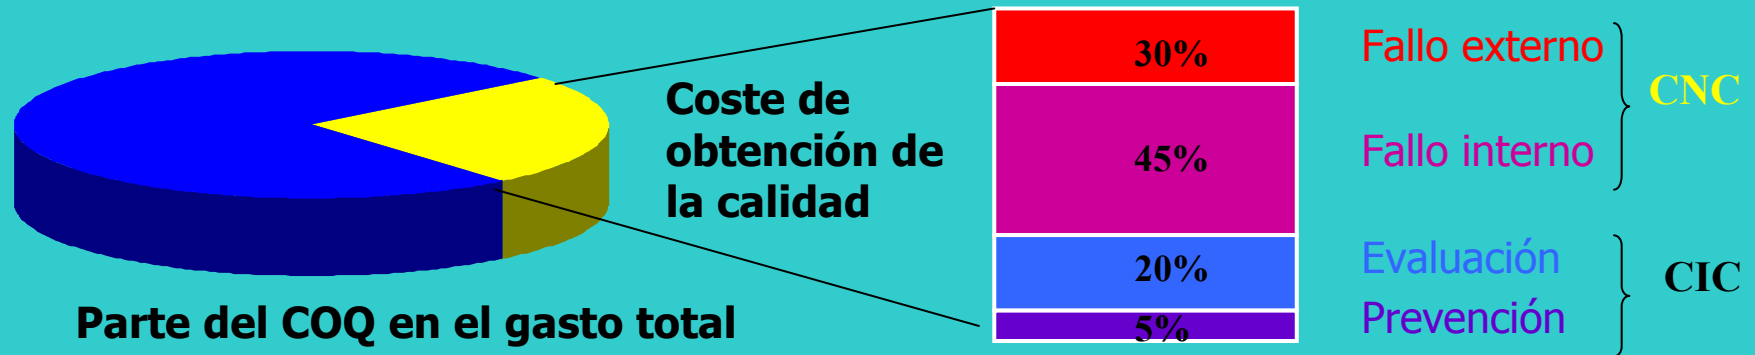 Coste de
obtención de
la calidad
Parte del COQ en el gasto total
30%
45%
20%
5%
Fallo externo
Fallo interno
Evaluación
Prevención
CNC
CIC